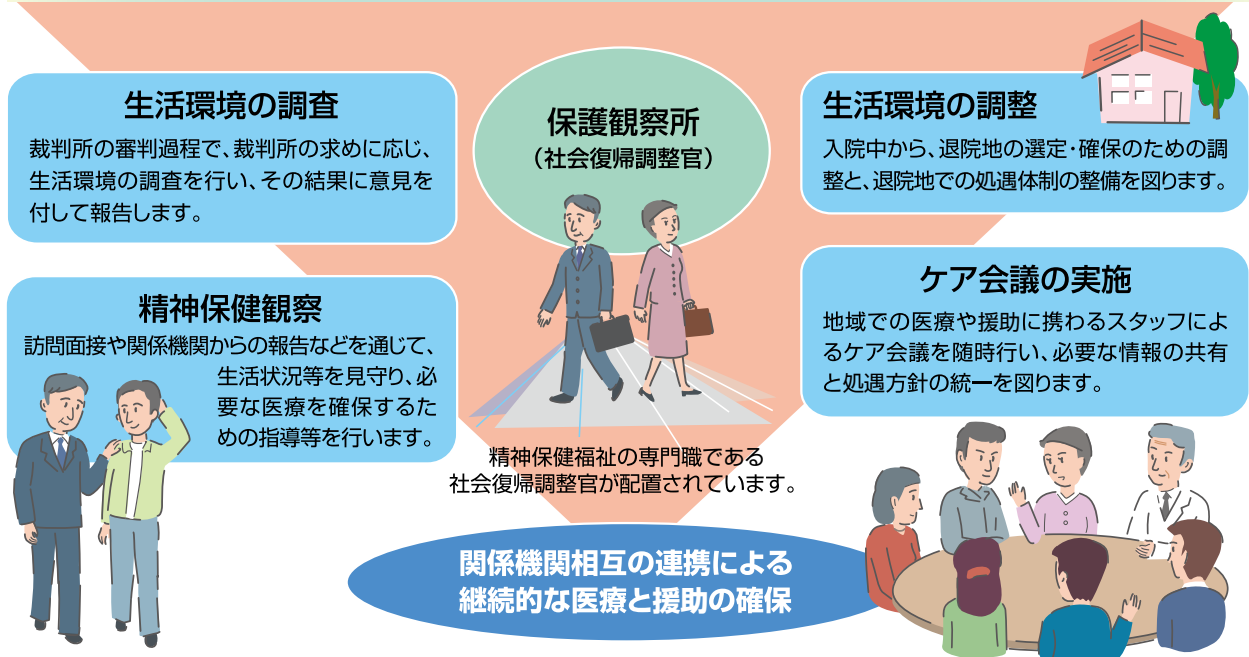 生活環境の調査
裁判所の審判過程で、裁判所の求めに応じ、
生活環境の調査を行い、その結果に意見を
付して報告します。
保護観察所
（社会復帰調整官）
生活環境の調整
入院中から、退院地の選定・確保のための調
整と、退院地での処遇体制の整備を図ります。
精神保健観察
訪問面接や関係機関からの報告などを通じて、
生活状況等を見守り、必
要な医療を確保するた
めの指導等を行います。
ケア会議の実施
地域での医療や援助に携わるスタッフによ
るケア会議を随時行い、必要な情報の共有
と処遇方針の統一を図ります。
精神保健福祉の専門職である
社会復帰調整官が配置されています。
関係機関相互の連携による
継続的な医療と援助の確保